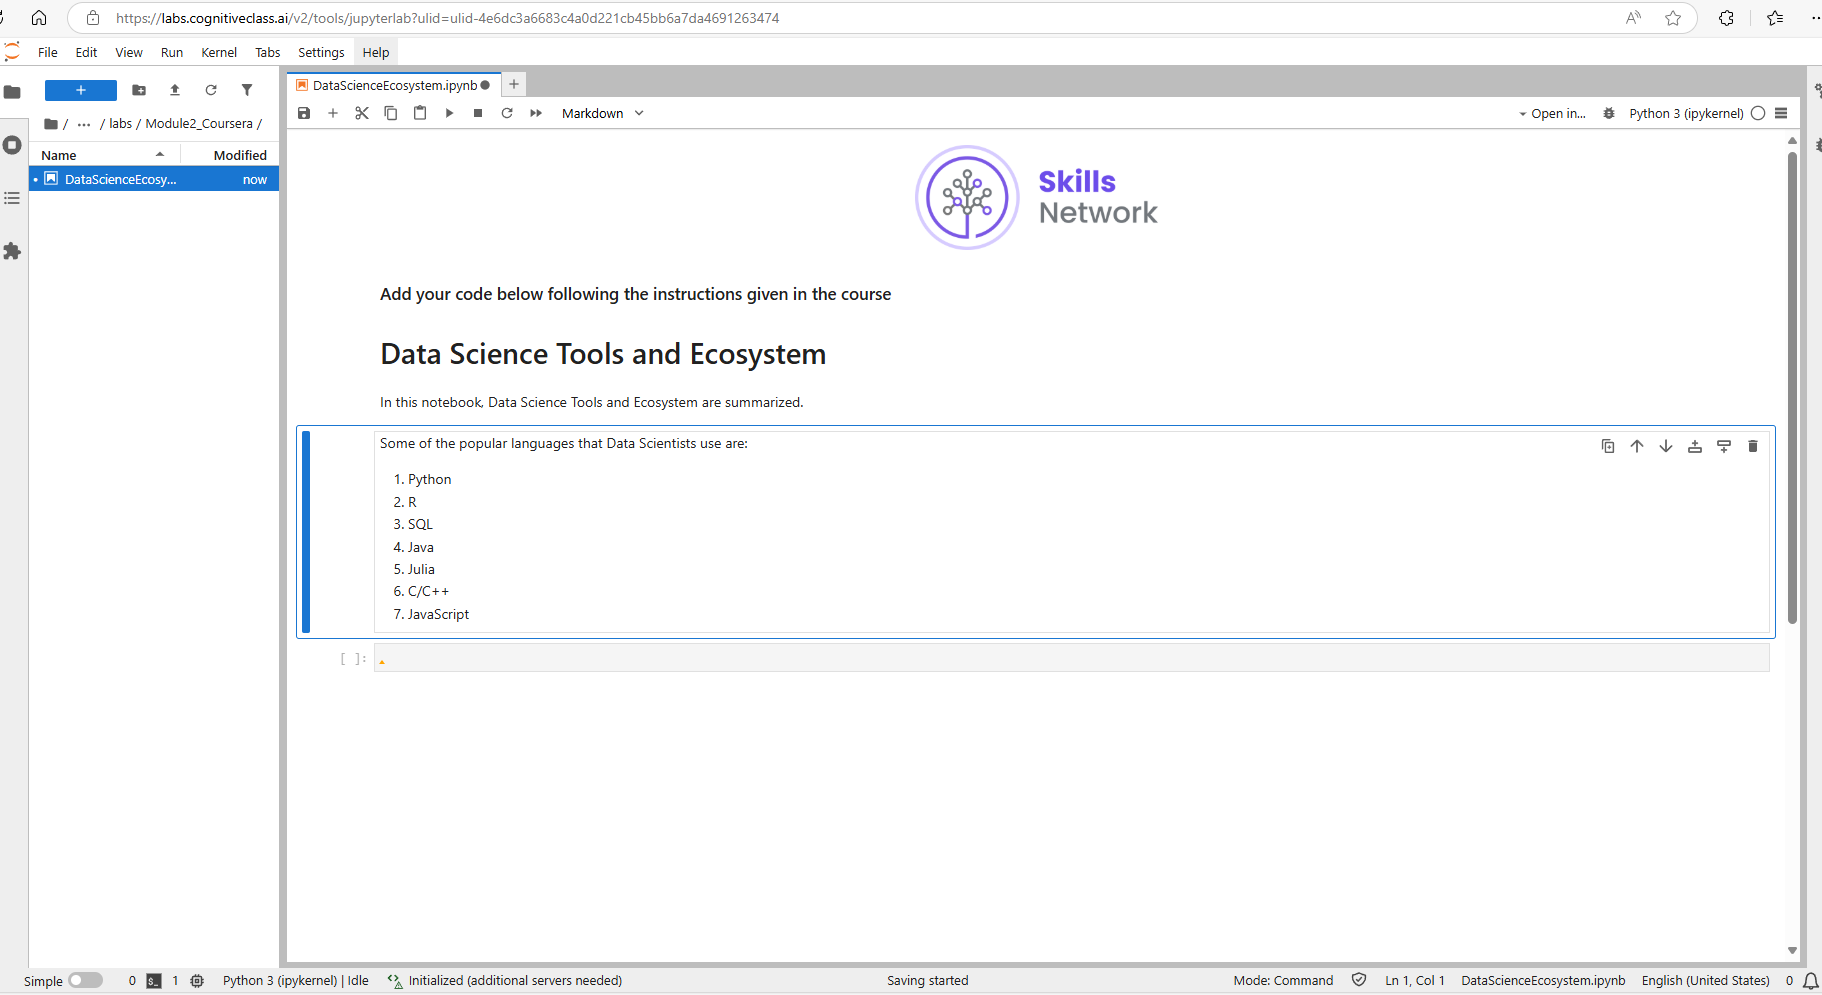 https://labs.cognitiveclass.ai/v2/tools/jupyterlab?ulid=ulid-4e6dc3a6683c4a0d221cb45bb6a7da4691263474
File Edit View Run Kernel Tabs Settings Help
DataScienceEcosystem.ipynb
Markdown
Open in...
Python 3 (ipykernel)
/ ... / labs / Module2_Coursera /
Name Modified
DataScienceEcosy... now
Skills
Network
Add your code below following the instructions given in the course
Data Science Tools and Ecosystem
In this notebook, Data Science Tools and Ecosystem are summarized.
Some of the popular languages that Data Scientists use are:
1. Python
2. R
3. SQL
4. Java
5. Julia
6. C/C++
7. JavaScript
[ ]:
Simple 0 1 Python 3 (ipykernel) | Idle Initialized (additional servers needed) Saving started Mode: Command Ln 1, Col 1 DataScienceEcosystem.ipynb English (United States) 0